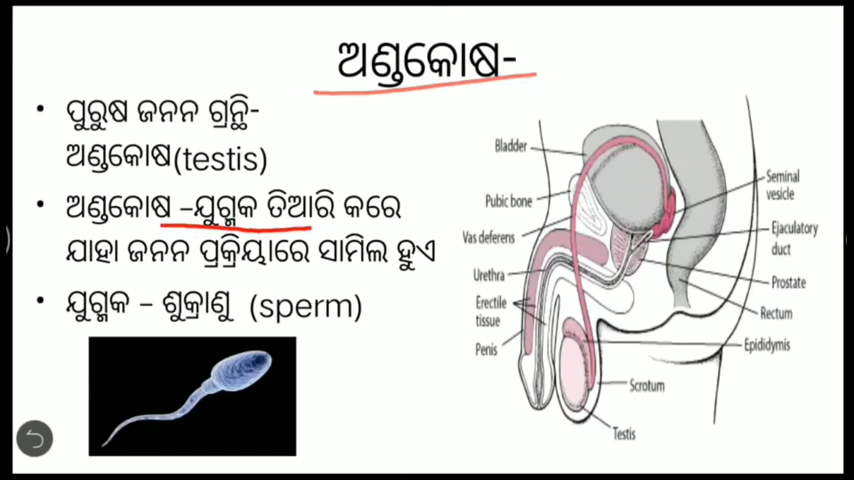 ଅଣ୍ଡକୋଷ-
• ପୁରୁଷ ଜନନ ଗ୍ରନ୍ଥି-
ଅଣ୍ଡକୋଷ(testis)
• ଅଣ୍ଡକୋଷ –ଯୁଗ୍ମକ ତିଆରି କରେ
ଯାହା ଜନନ ପ୍ରକ୍ରିୟାରେ ସାମିଲ ହୁଏ
• ଯୁଗ୍ମକ – ଶୁକ୍ରାଣୁ (sperm)
Bladder
Pubic bone
Vas deferens
Urethra
Erectile
tissue
Penis
Seminal
vesicle
Ejaculatory
duct
Prostate
Rectum
Epididymis
Scrotum
Testis